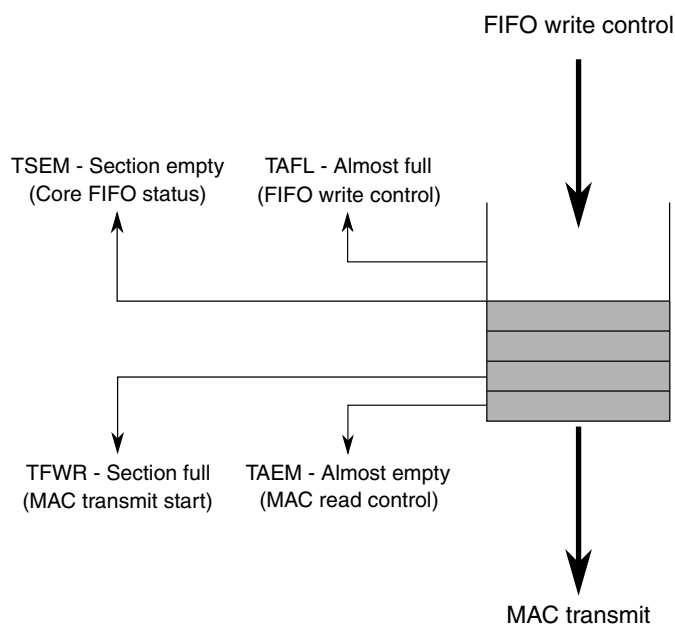 FIFO write control
TSEM - Section empty
(Core FIFO status)
TAFL - Almost full
(FIFO write control)
TFWR - Section full
(MAC transmit start)
TAEM - Almost empty
(MAC read control)
MAC transmit